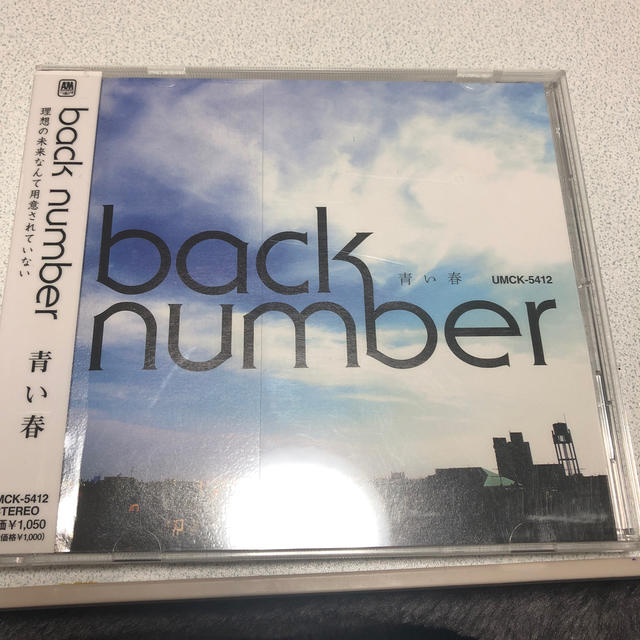 AM
back number
理想の未来なんて用意されていない
青い春
MCK-5412
STEREO
価¥1,050
価格¥1,000)
back
number
青い春
UMCK-5412